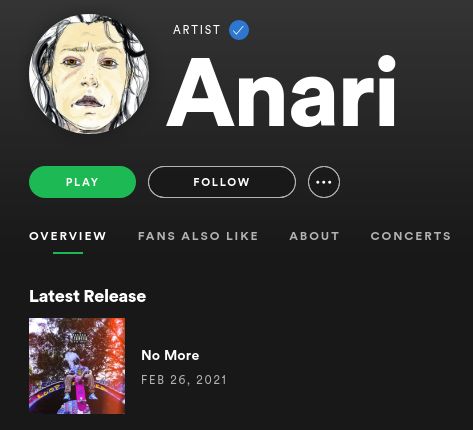 ARTIST
Anari
PLAY
FOLLOW
OVERVIEW FANS ALSO LIKE ABOUT CONCERTS
Latest Release
No More
FEB 26, 2021